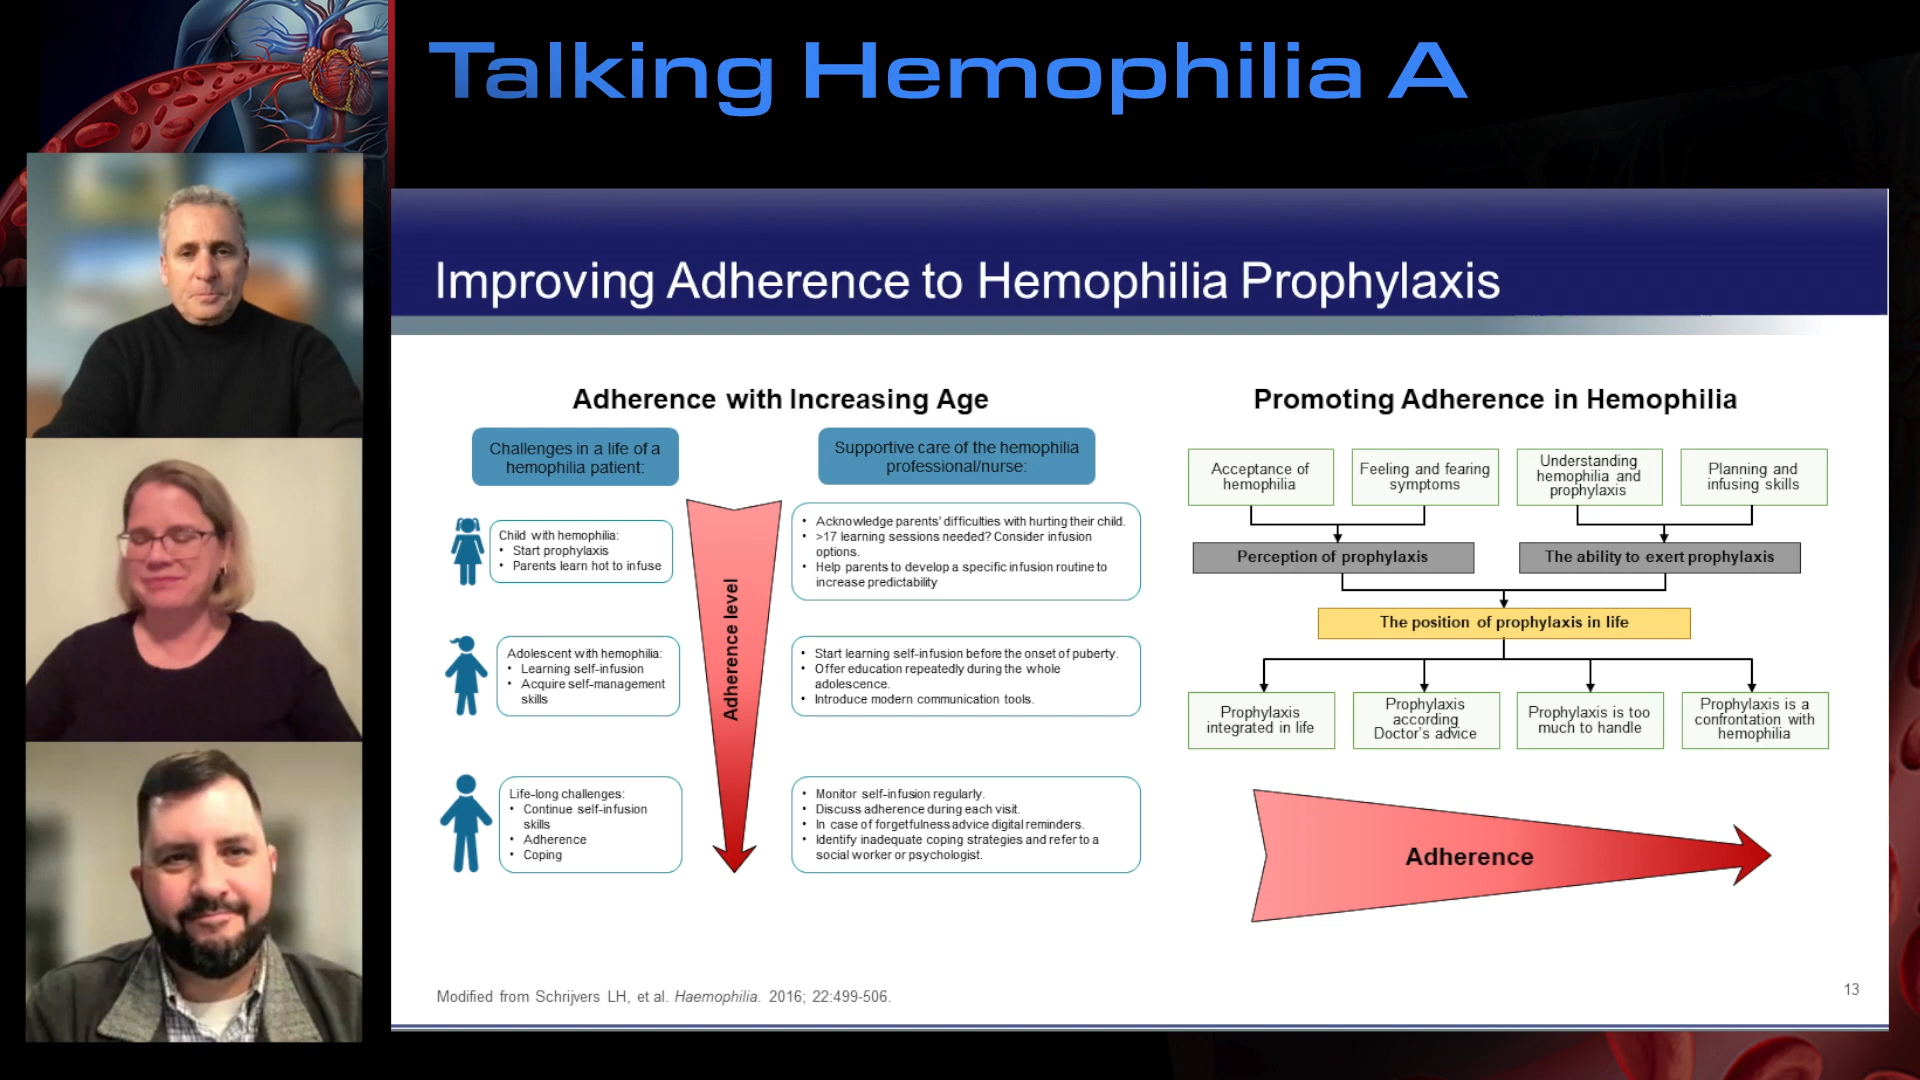 Talking Hemophilia A
Improving Adherence to Hemophilia Prophylaxis
Adherence with Increasing Age
Challenges in a life of a
hemophilia patient:
Supportive care of the hemophilia
professional/nurse:
Child with hemophilia:
• Start prophylaxis
• Parents learn hot to infuse
• Acknowledge parents' difficulties with hurting their child.
• >17 learning sessions needed? Consider infusion
options.
• Help parents to develop a specific infusion routine to
increase predictability
Adherence level
Adolescent with hemophilia:
• Learning self-infusion
• Acquire self-management
skills
• Start learning self-infusion before the onset of puberty.
• Offer education repeatedly during the whole
adolescence.
• Introduce modern communication tools.
Life-long challenges:
• Continue self-infusion
skills
• Adherence
• Coping
• Monitor self-infusion regularly.
• Discuss adherence during each visit.
• In case of forgetfulness advice digital reminders.
• Identify inadequate coping strategies and refer to a
social worker or psychologist.
Promoting Adherence in Hemophilia
Acceptance of
hemophilia
Feeling and fearing
symptoms
Understanding
hemophilia and
prophylaxis
Planning and
infusing skills
Perception of prophylaxis
The ability to exert prophylaxis
The position of prophylaxis in life
Prophylaxis
integrated in life
Prophylaxis
according
Doctor's advice
Prophylaxis is too
much to handle
Prophylaxis is a
confrontation with
hemophilia
Adherence
Modified from Schrijvers LH, et al. Haemophilia. 2016; 22:499-506.
13